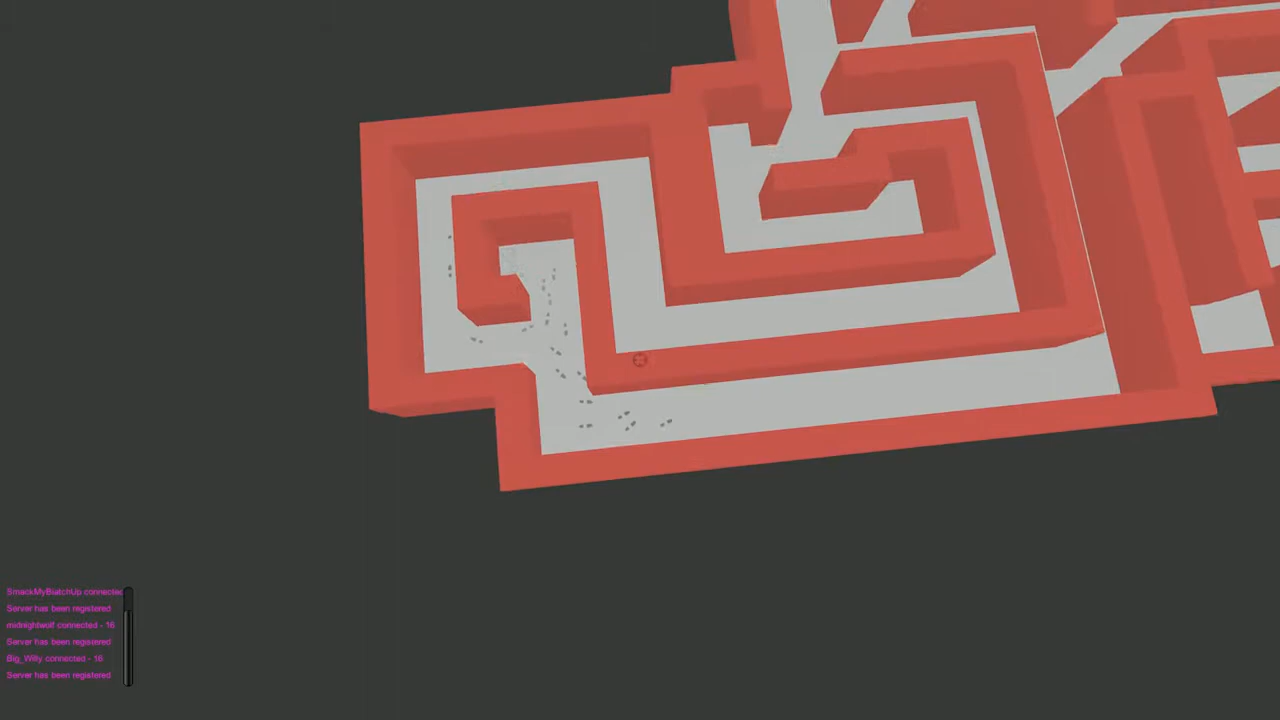 SmackMyBiatchUp connected
Server has been registered
midnightwolf connected - 16
Server has been registered
Big_Willy connected - 16
Server has been registered